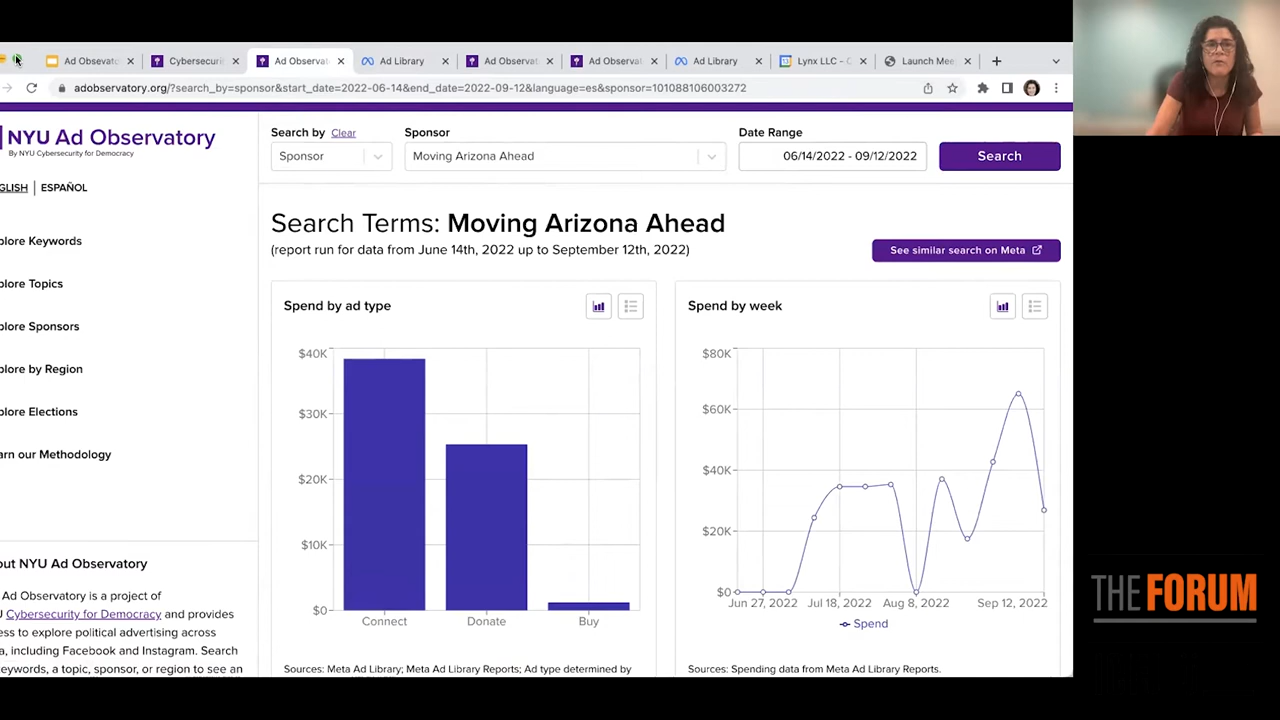 Ad Obsevato
Cybersecuri
Ad Observat
Ad Library
Ad Observat
Ad Observat
Ad Library
Lynx LLC - C
Launch Mee
adobservatory.org/?search_by=sponsor&start_date=2022-06-14&end_date=2022-09-12&language=es&sponsor=101088106003272
NYU Ad Observatory
By NYU Cybersecurity for Democracy
GLISH | ESPAÑOL
plore Keywords
plore Topics
plore Sponsors
plore by Region
plore Elections
arn our Methodology
out NYU Ad Observatory
Ad Observatory is a project of
U Cybersecurity for Democracy and provides
ess to explore political advertising across
a, including Facebook and Instagram. Search
keywords, a topic, sponsor, or region to see an
Search by Clear
Sponsor
Sponsor
Moving Arizona Ahead
Date Range
06/14/2022 - 09/12/2022
Search
Search Terms: Moving Arizona Ahead
(report run for data from June 14th, 2022 up to September 12th, 2022)
See similar search on Meta
Spend by ad type
$40K
$30K
$20K
$10K
$0
Connect Donate Buy
Sources: Meta Ad Library; Meta Ad Library Reports; Ad type determined by
Spend by week
$80K
$60K
$40K
$20K
$0
Jun 27, 2022 Jul 18, 2022 Aug 8, 2022 Sep 12, 2022
Spend
Sources: Spending data from Meta Ad Library Reports.
THE FORUM